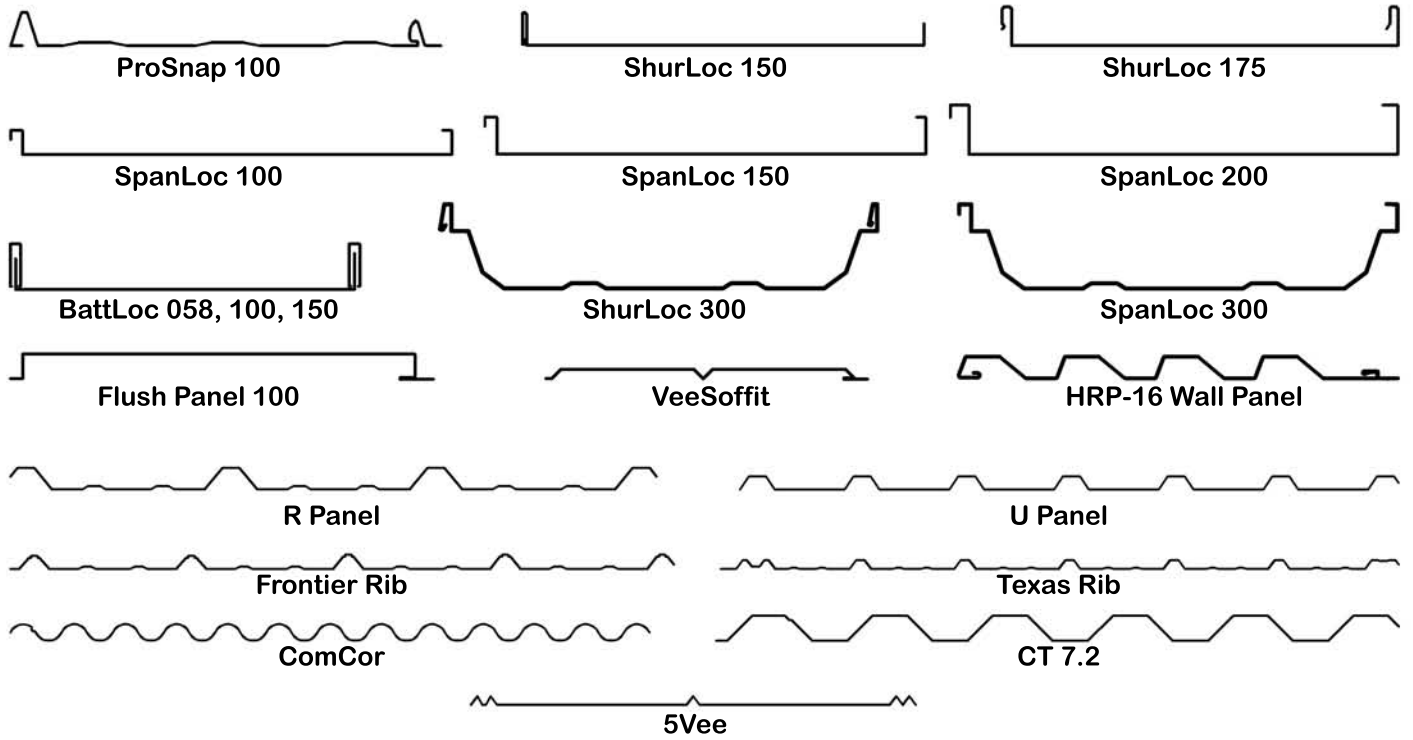 ProSnap 100
ShurLoc 150
ShurLoc 175
SpanLoc 100
SpanLoc 150
SpanLoc 200
BattLoc 058, 100, 150
ShurLoc 300
SpanLoc 300
Flush Panel 100
VeeSoffit
HRP-16 Wall Panel
R Panel
U Panel
Frontier Rib
Texas Rib
ComCor
CT 7.2
5Vee